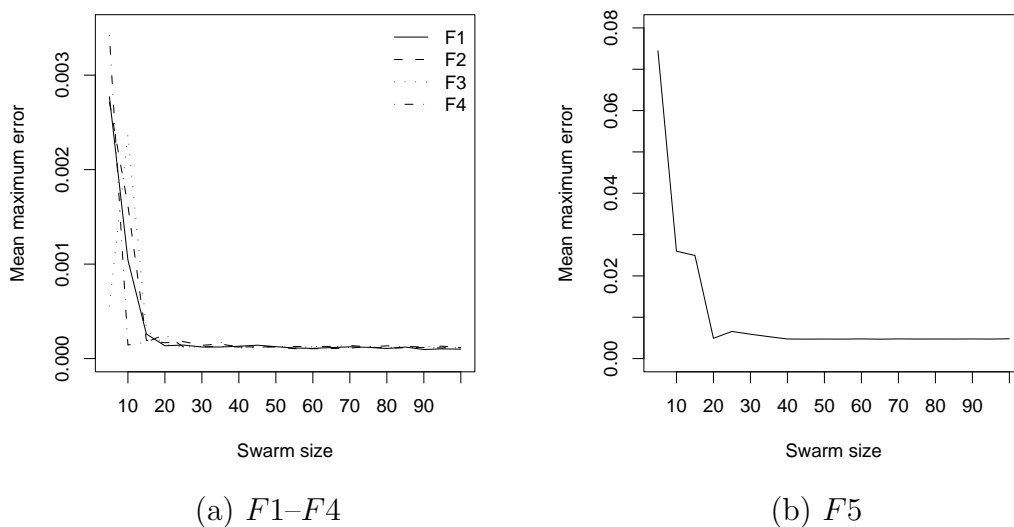 Mean maximum error
0.000 0.001 0.002 0.003
F1
F2
F3
F4
10 20 30 40 50 60 70 80 90
Swarm size
(a) F1–F4
Mean maximum error
0.00 0.02 0.04 0.06 0.08
10 20 30 40 50 60 70 80 90
Swarm size
(b) F5